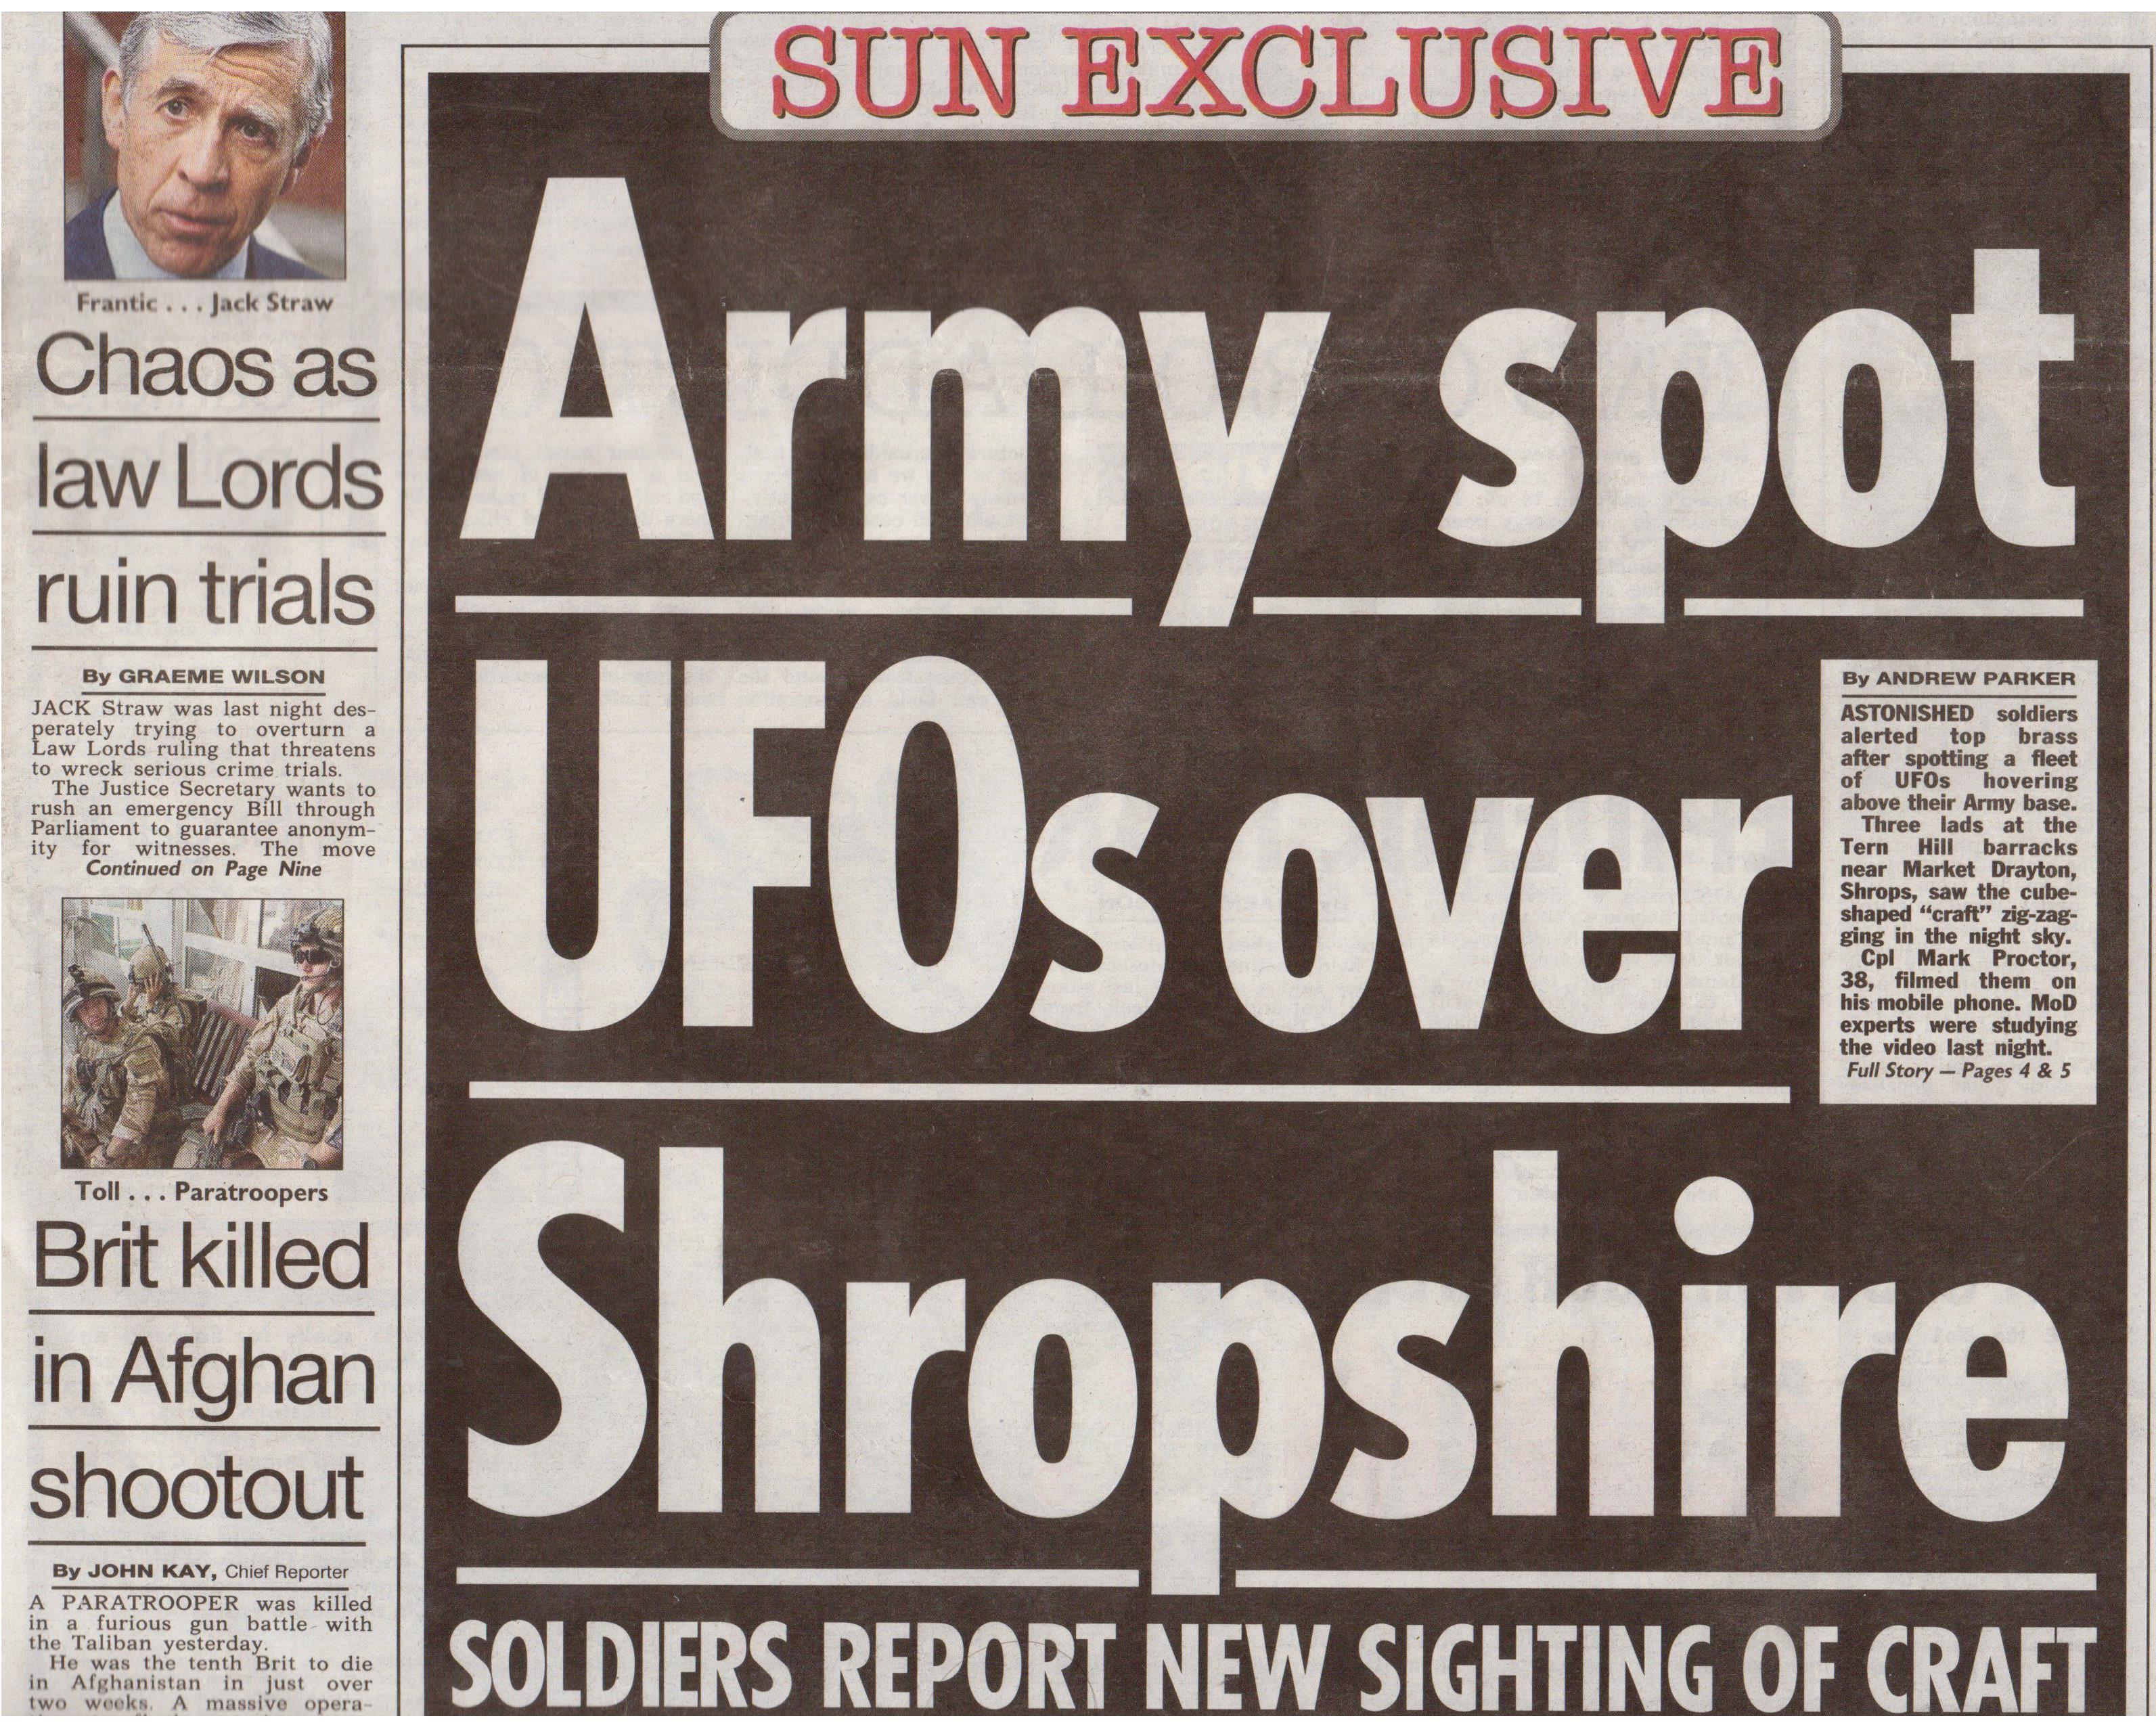 Frantic . . . Jack Straw
Chaos as
law Lords
ruin trials
By GRAEME WILSON
JACK Straw was last night des-
perately trying to overturn a
Law Lords ruling that threatens
to wreck serious crime trials.
The Justice Secretary wants to
rush an emergency Bill through
Parliament to guarantee anonym-
ity for witnesses. The move
Continued on Page Nine
Toll . . . Paratroopers
Brit killed
in Afghan
shootout
By JOHN KAY, Chief Reporter
A PARATROOPER was killed
in a furious gun battle with
the Taliban yesterday.
He was the tenth Brit to die
in Afghanistan in just over
two weeks. A massive opera-
SUN EXCLUSIVE
Army spot
UFOs over
Shropshire
By ANDREW PARKER
ASTONISHED soldiers
alerted top brass
after spotting a fleet
of UFOs hovering
above their Army base.
Three lads at the
Tern Hill barracks
near Market Drayton,
Shrops, saw the cube-
shaped “craft” zig-zag-
ging in the night sky.
Cpl Mark Proctor,
38, filmed them on
his mobile phone. MoD
experts were studying
the video last night.
Full Story — Pages 4 & 5
SOLDIERS REPORT NEW SIGHTING OF CRAFT